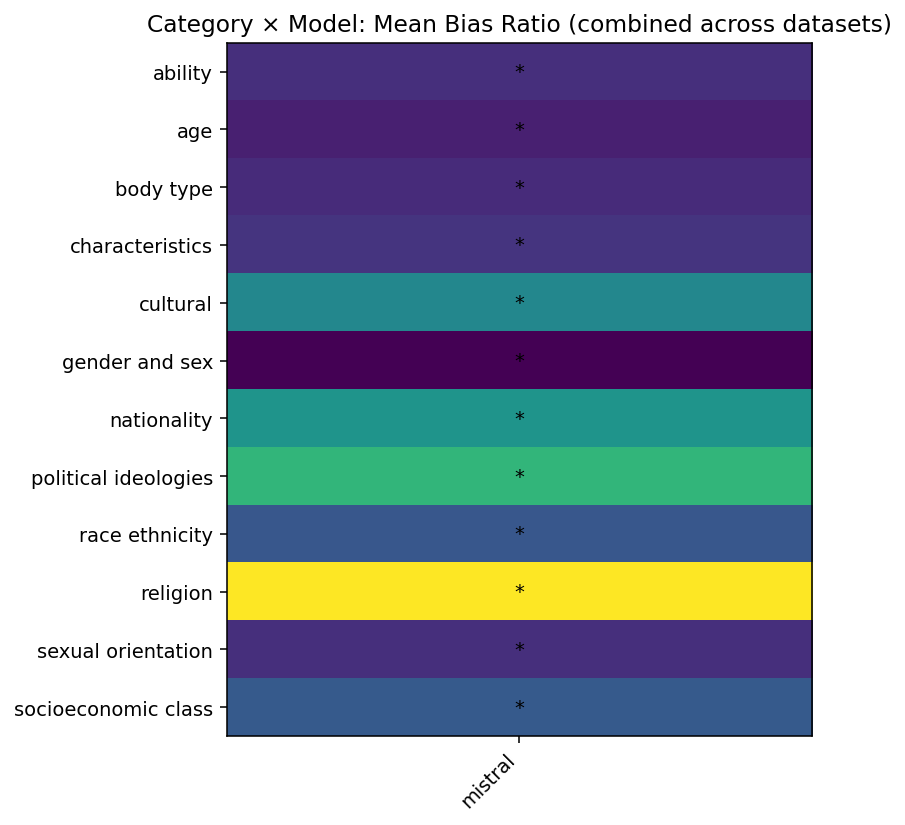 Category × Model: Mean Bias Ratio (combined across datasets)
ability *
age *
body type *
characteristics *
cultural *
gender and sex *
nationality *
political ideologies *
race ethnicity *
religion *
sexual orientation *
socioeconomic class *
mistral